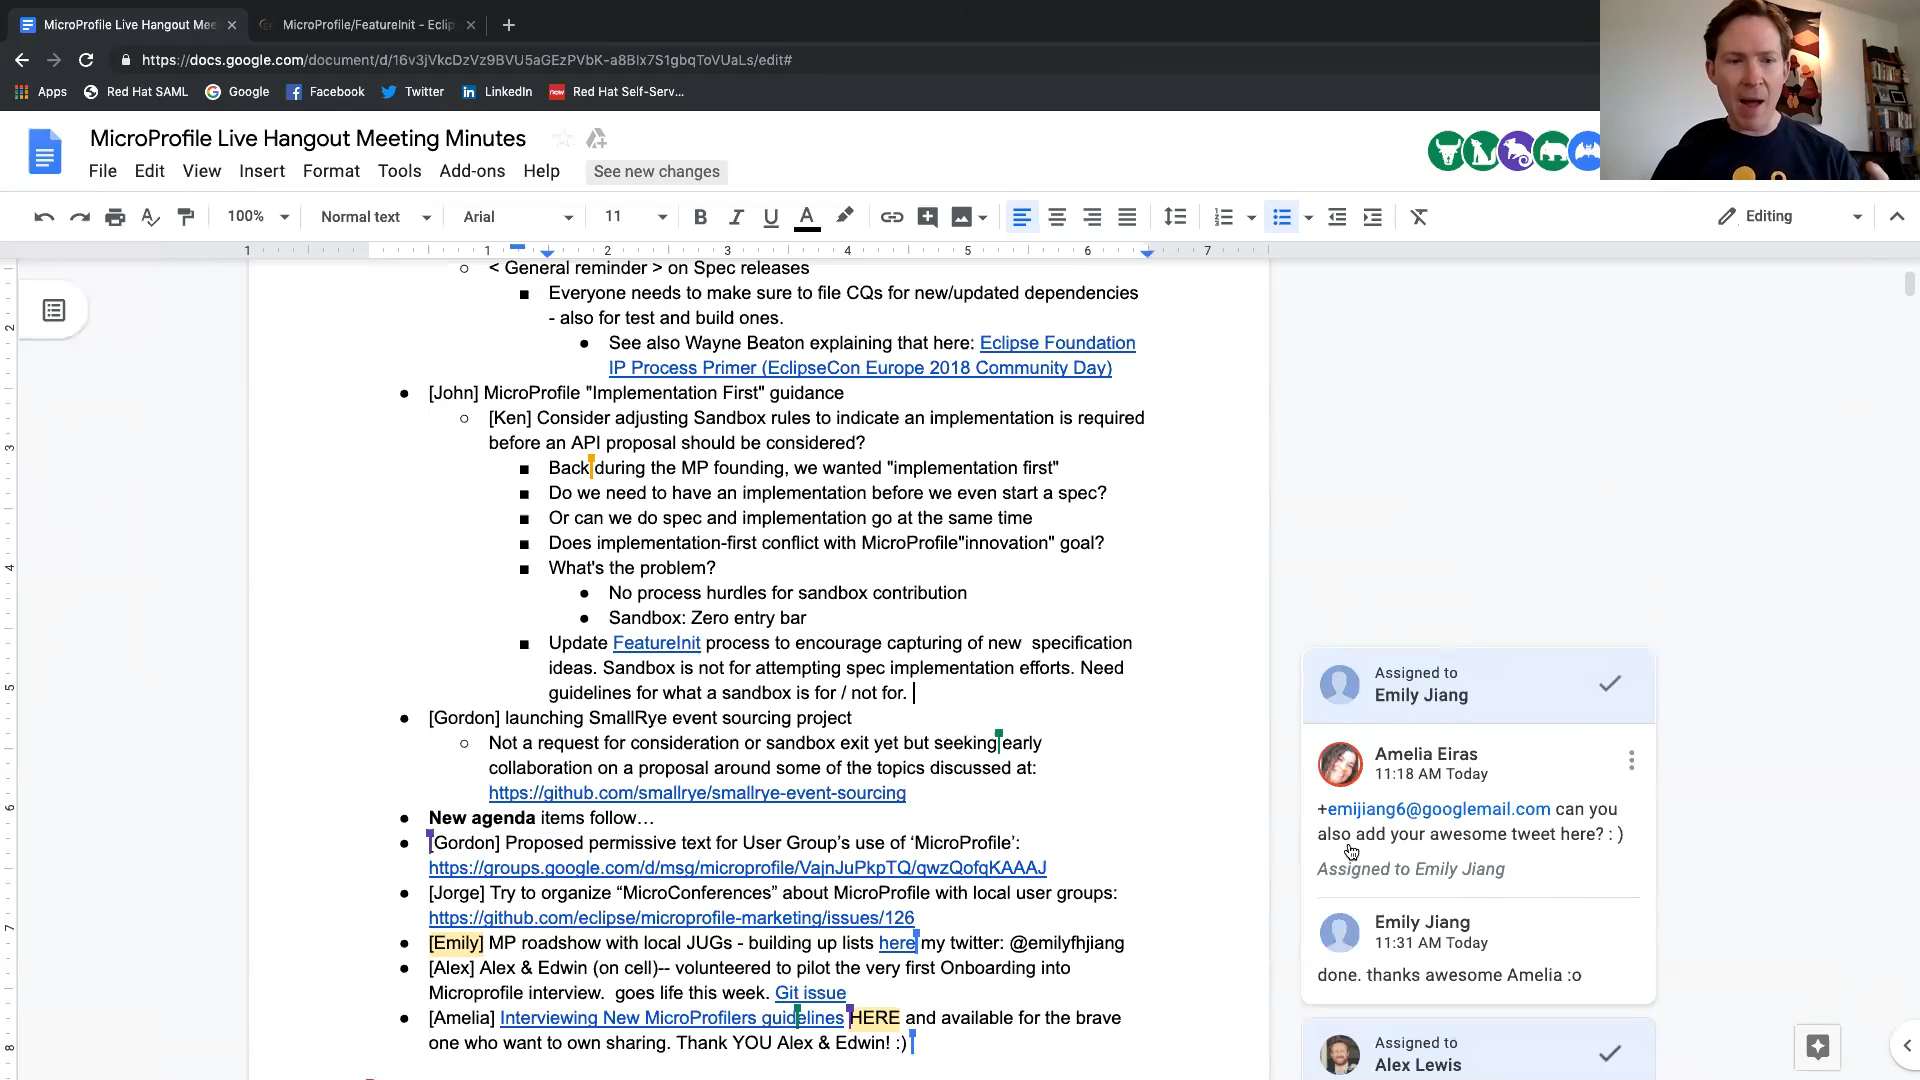 MicroProfile Live Hangout Mee
MicroProfile/FeatureInit - Eclip
https://docs.google.com/document/d/16v3jVkcDzVz9BVU5aGEzPVbK-a8BIx7S1gbqToVUaLs/edit#
Apps Red Hat SAML Google Facebook Twitter LinkedIn Red Hat Self-Serv...
MicroProfile Live Hangout Meeting Minutes
File Edit View Insert Format Tools Add-ons Help See new changes
100% Normal text Arial 11 B I U A Editing
1 1 2 3 4 5 6 7
< General reminder > on Spec releases
Everyone needs to make sure to file CQs for new/updated dependencies
- also for test and build ones.
See also Wayne Beaton explaining that here: Eclipse Foundation
IP Process Primer (EclipseCon Europe 2018 Community Day)
[John] MicroProfile "Implementation First" guidance
[Ken] Consider adjusting Sandbox rules to indicate an implementation is required
before an API proposal should be considered?
Back during the MP founding, we wanted "implementation first"
Do we need to have an implementation before we even start a spec?
Or can we do spec and implementation go at the same time
Does implementation-first conflict with MicroProfile"innovation" goal?
What's the problem?
No process hurdles for sandbox contribution
Sandbox: Zero entry bar
Update FeatureInit process to encourage capturing of new specification
ideas. Sandbox is not for attempting spec implementation efforts. Need
guidelines for what a sandbox is for / not for.
[Gordon] launching SmallRye event sourcing project
Not a request for consideration or sandbox exit yet but seeking early
collaboration on a proposal around some of the topics discussed at:
https://github.com/smallrye/smallrye-event-sourcing
New agenda items follow…
[Gordon] Proposed permissive text for User Group’s use of ‘MicroProfile’:
https://groups.google.com/d/msg/microprofile/VajnJuPkpTQ/qwzQofqKAAAJ
[Jorge] Try to organize “MicroConferences” about MicroProfile with local user groups:
https://github.com/eclipse/microprofile-marketing/issues/126
[Emily] MP roadshow with local JUGs - building up lists here my twitter: @emilyfhjiang
[Alex] Alex & Edwin (on cell)-- volunteered to pilot the very first Onboarding into
Microprofile interview. goes life this week. Git issue
[Amelia] Interviewing New MicroProfilers guidelines HERE and available for the brave
one who want to own sharing. Thank YOU Alex & Edwin! :)
2
3
4
5
6
7
8
Assigned to
Emily Jiang
Amelia Eiras
11:18 AM Today
+emijiang6@googlemail.com can you
also add your awesome tweet here? : )
Assigned to Emily Jiang
Emily Jiang
11:31 AM Today
done. thanks awesome Amelia :o
Assigned to
Alex Lewis